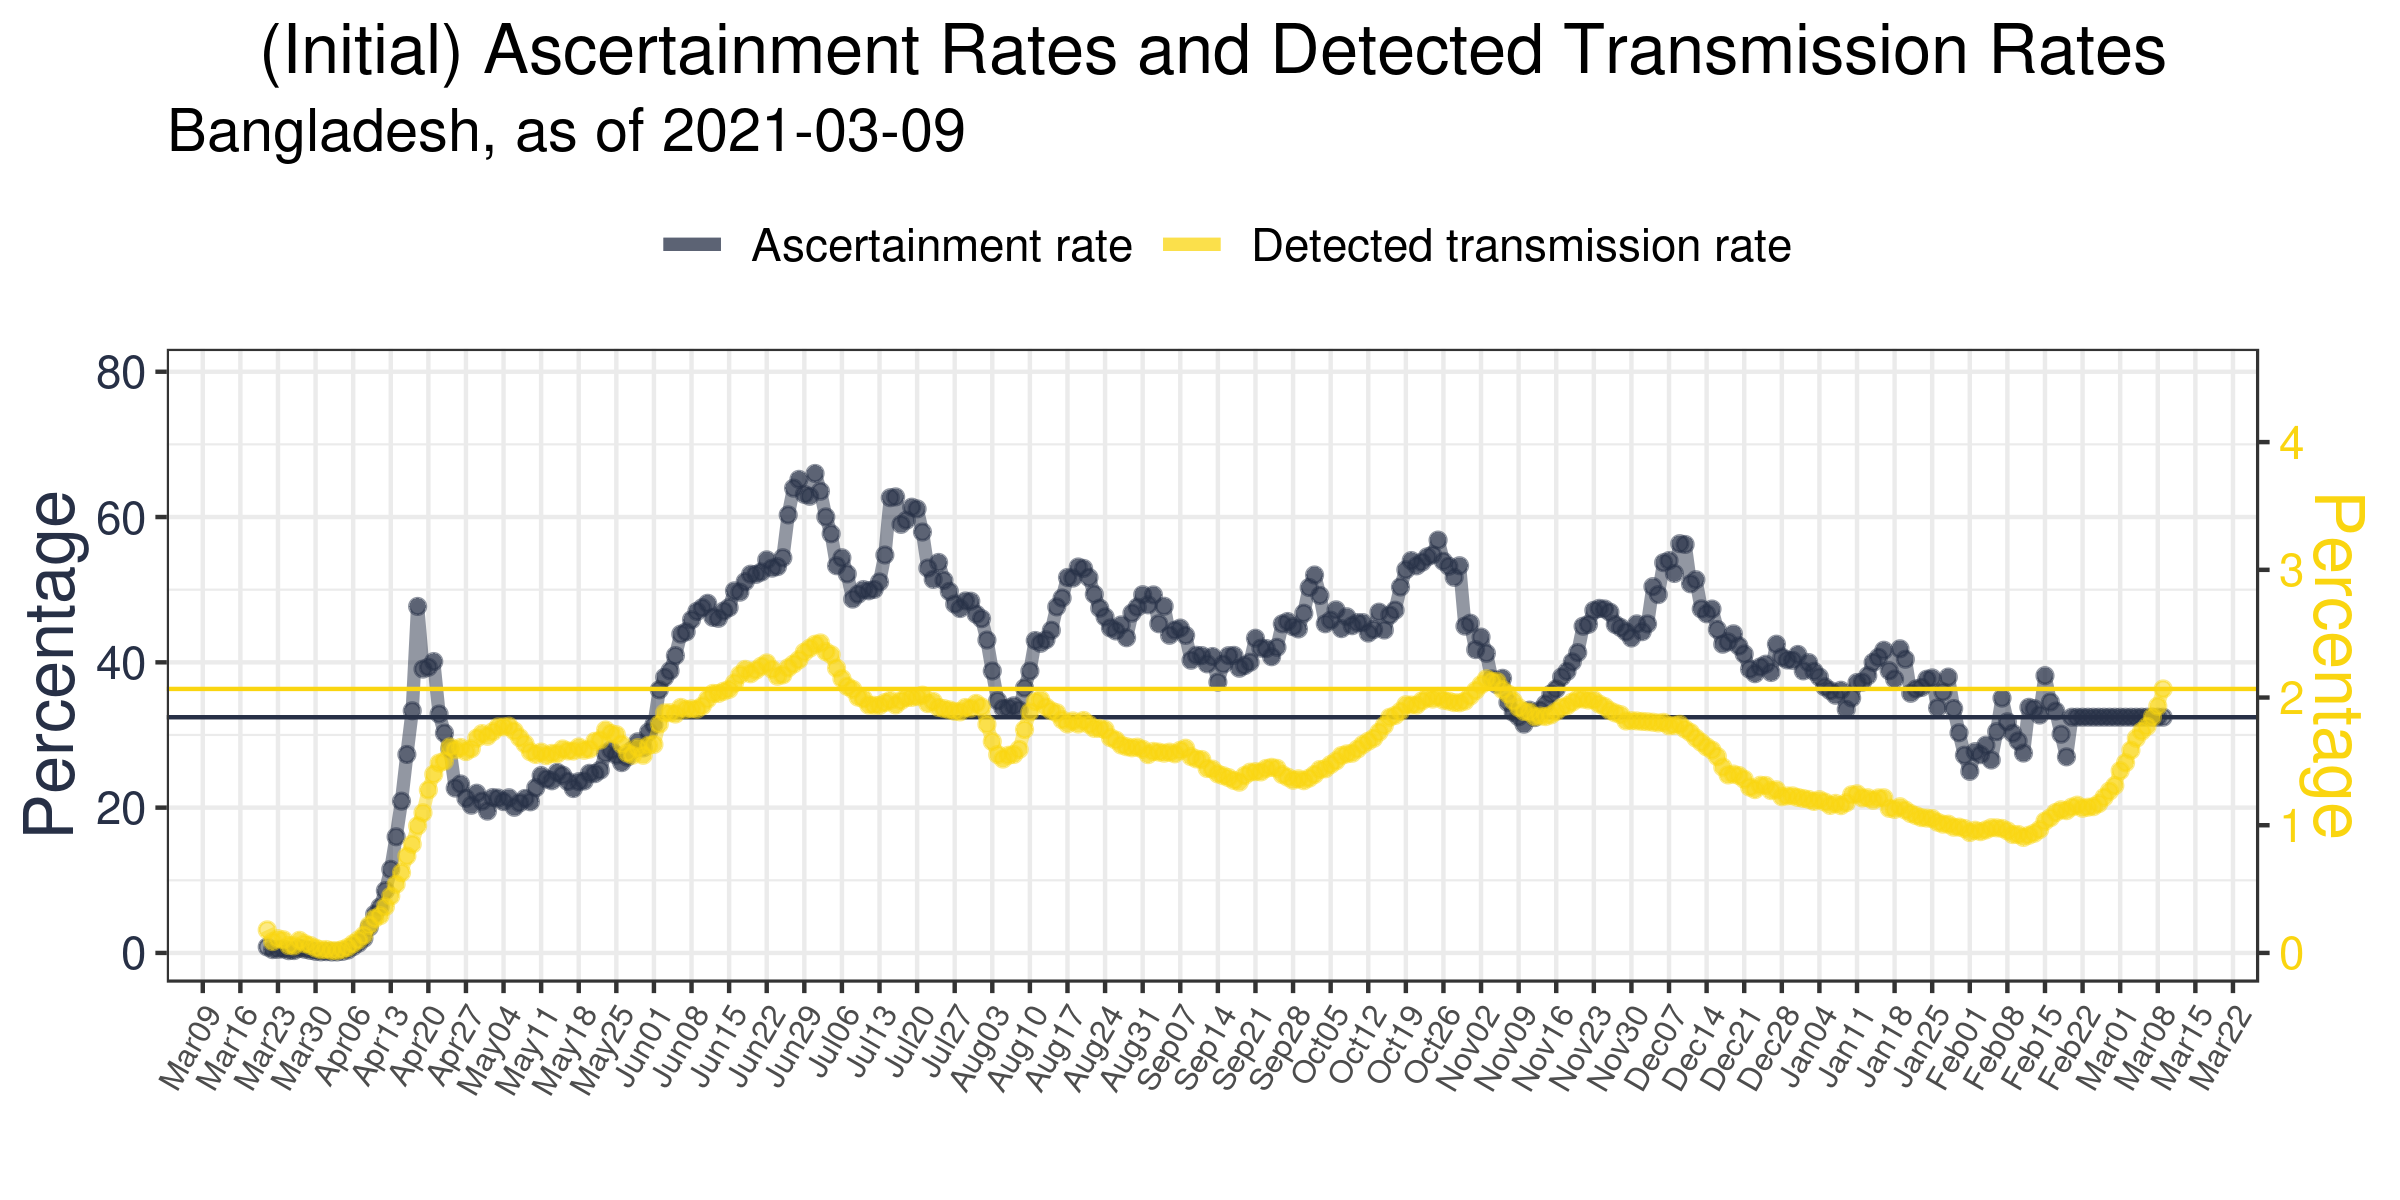 (Initial) Ascertainment Rates and Detected Transmission Rates
Bangladesh, as of 2021-03-09
Ascertainment rate Detected transmission rate
Percentage
80
60
40
20
0
4
3
2
1
0
Percentage
Mar09 Mar16 Mar23 Mar30 Apr06 Apr13 Apr20 Apr27 May04 May11 May18 May25 Jun01 Jun08 Jun15 Jun22 Jun29 Jul06 Jul13 Jul20 Jul27 Aug03 Aug10 Aug17 Aug24 Aug31 Sep07 Sep14 Sep21 Sep28 Oct05 Oct12 Oct19 Oct26 Nov02 Nov09 Nov16 Nov23 Nov30 Dec07 Dec14 Dec21 Dec28 Jan04 Jan11 Jan18 Jan25 Feb01 Feb08 Feb15 Feb22 Mar01 Mar08 Mar15 Mar22